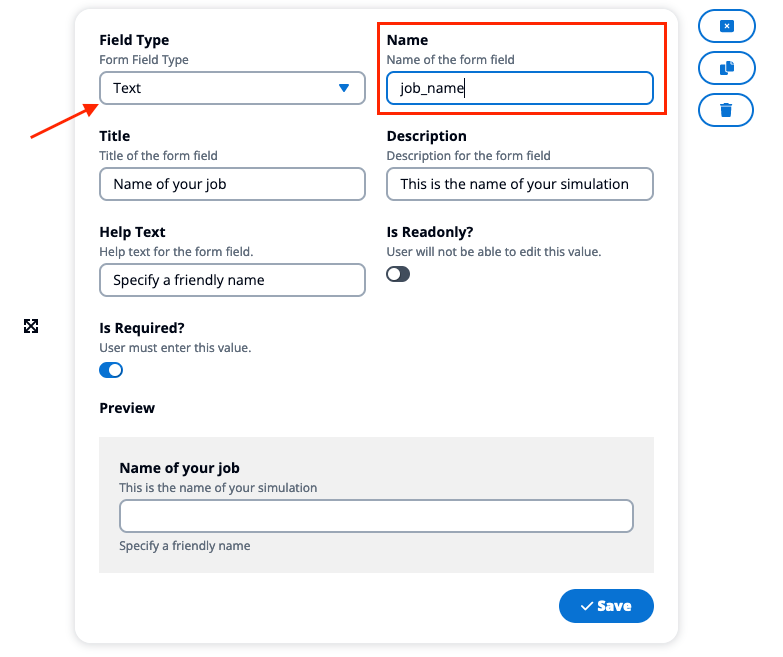 Field Type
Form Field Type
Text
Name
Name of the form field
job_name
Title
Title of the form field
Name of your job
Description
Description for the form field
This is the name of your simulation
Help Text
Help text for the form field.
Specify a friendly name
Is Readonly?
User will not be able to edit this value.
Is Required?
User must enter this value.
Preview
Name of your job
This is the name of your simulation
Specify a friendly name
Save